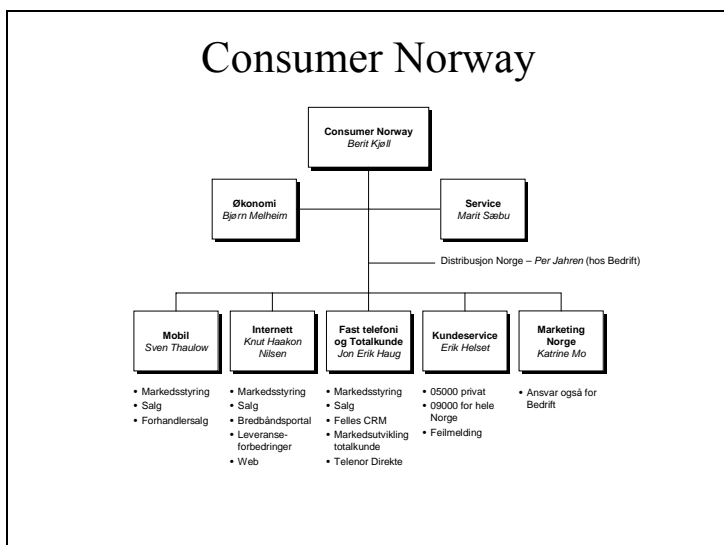 Consumer Norway
Consumer Norway
Berit Kjøll
Økonomi
Bjørn Melheim
Service
Marit Sæbu
Distribusjon Norge – Per Jahren (hos Bedrift)
Mobil
Sven Thaulow
• Markedsstyring
• Salg
• Forhandlersalg
Internett
Knut Haakon
Nilsen
• Markedsstyring
• Salg
• Bredbåndsportal
• Leveranse-
forbedringer
• Web
Fast telefoni
og Totalkunde
Jon Erik Haug
• Markedsstyring
• Salg
• Felles CRM
• Markedsutvikling
totalkunde
• Telenor Direkte
Kundeservice
Erik Helset
• 05000 privat
• 09000 for hele
Norge
• Feilmelding
Marketing
Norge
Katrine Mo
• Ansvar også for
Bedrift